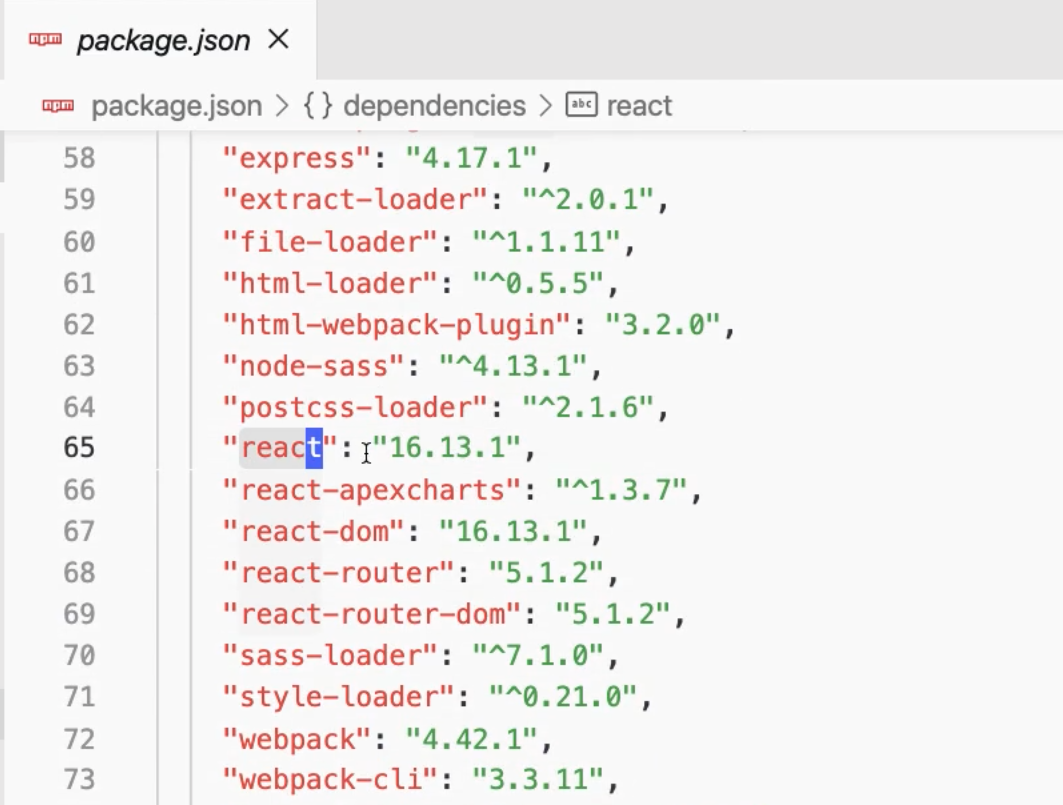 npm package.json ×
npm package.json > {} dependencies > abc react
58 "express": "4.17.1",
59 "extract-loader": "^2.0.1",
60 "file-loader": "^1.1.11",
61 "html-loader": "^0.5.5",
62 "html-webpack-plugin": "3.2.0",
63 "node-sass": "^4.13.1",
64 "postcss-loader": "^2.1.6",
65 "react": "16.13.1",
66 "react-apexcharts": "^1.3.7",
67 "react-dom": "16.13.1",
68 "react-router": "5.1.2",
69 "react-router-dom": "5.1.2",
70 "sass-loader": "^7.1.0",
71 "style-loader": "^0.21.0",
72 "webpack": "4.42.1",
73 "webpack-cli": "3.3.11",